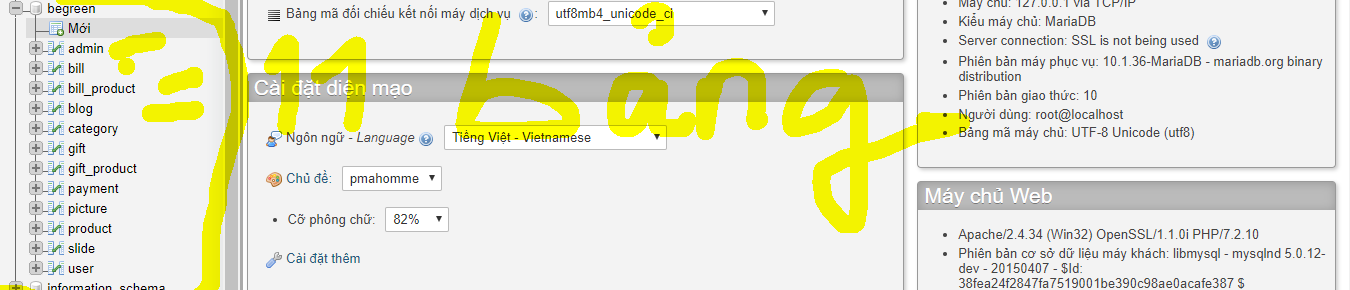 begreen
Mới
admin
bill
bill_product
blog
category
gift
gift_product
payment
picture
product
slide
user
information_schema
Bảng mã đối chiếu kết nối máy dịch vụ : utf8mb4_unicode_ci
Cài đặt diện mạo
Ngôn ngữ - Language Tiếng Việt - Vietnamese
Chủ đề: pmahomme
Cỡ phông chữ: 82%
Cài đặt thêm
=> 11 bảng
Máy chủ: 127.0.0.1 via TCP/IP
Kiểu máy chủ: MariaDB
Server connection: SSL is not being used
Phiên bản máy phục vụ: 10.1.36-MariaDB - mariadb.org binary
distribution
Phiên bản giao thức: 10
Người dùng: root@localhost
Bảng mã máy chủ: UTF-8 Unicode (utf8)
Máy chủ Web
Apache/2.4.34 (Win32) OpenSSL/1.1.0i PHP/7.2.10
Phiên bản cơ sở dữ liệu máy khách: libmysql - mysqlnd 5.0.12-
dev - 20150407 - $Id:
38fea24f2847fa7519001be390c98ae0acafe387 $